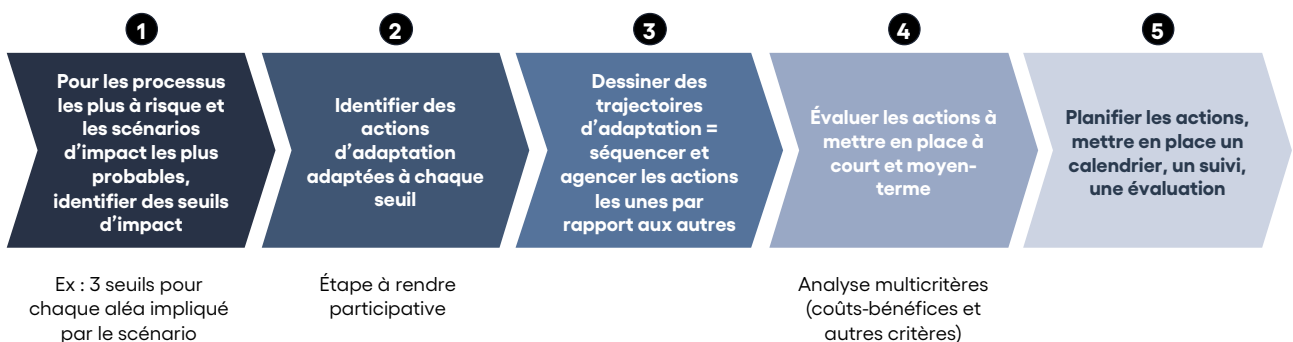 1
Pour les processus
les plus à risque et
les scénarios
d’impact les plus
probables,
identifier des seuils
d’impact
Ex : 3 seuils pour
chaque aléa impliqué
par le scénario
2
Identifier des
actions
d’adaptation
adaptées à chaque
seuil
Étape à rendre
participative
3
Dessiner des
trajectoires
d’adaptation =
séquencer et
agencer les actions
les unes par
rapport aux autres
4
Évaluer les actions à
mettre en place à
court et moyen-
terme
Analyse multicritères
(coûts-bénéfices et
autres critères)
5
Planifier les actions,
mettre en place un
calendrier, un suivi,
une évaluation